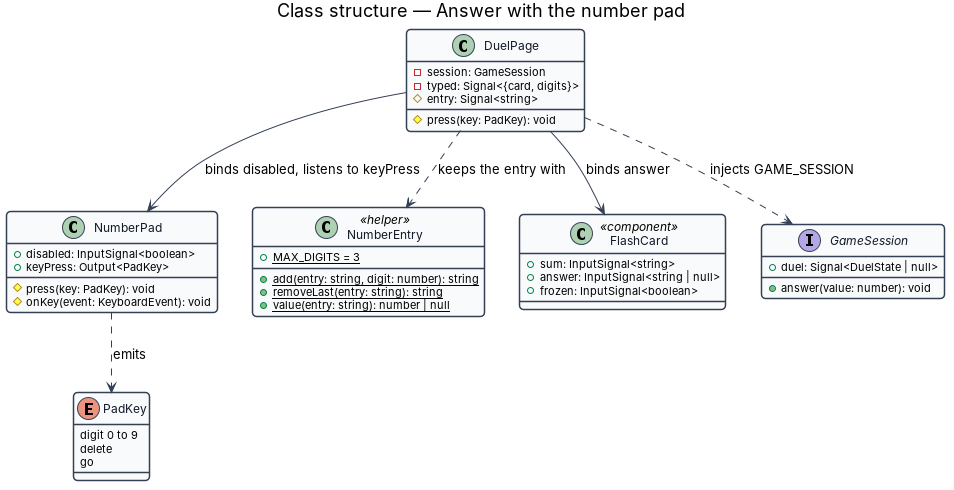 Class structure — Answer with the number pad
C DuelPage
session: GameSession
typed: Signal<{card, digits}>
entry: Signal<string>
press(key: PadKey): void
binds disabled, listens to keyPress
keeps the entry with
binds answer
injects GAME_SESSION
C NumberPad
disabled: InputSignal<boolean>
keyPress: Output<PadKey>
press(key: PadKey): void
onKey(event: KeyboardEvent): void
C «helper»
NumberEntry
MAX_DIGITS = 3
add(entry: string, digit: number): string
removeLast(entry: string): string
value(entry: string): number | null
C «component»
FlashCard
sum: InputSignal<string>
answer: InputSignal<string | null>
frozen: InputSignal<boolean>
I GameSession
duel: Signal<DuelState | null>
answer(value: number): void
emits
E PadKey
digit 0 to 9
delete
go